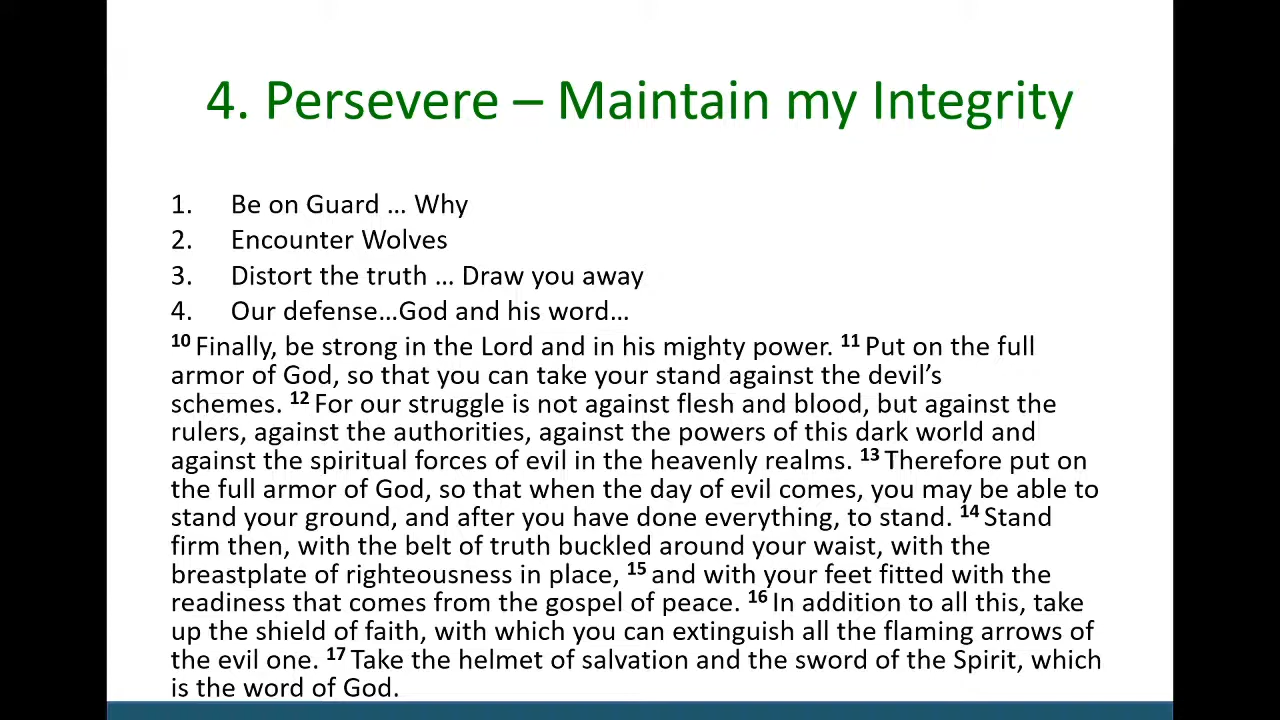 4. Persevere – Maintain my Integrity
1. Be on Guard … Why
2. Encounter Wolves
3. Distort the truth … Draw you away
4. Our defense…God and his word…
10 Finally, be strong in the Lord and in his mighty power. 11 Put on the full
armor of God, so that you can take your stand against the devil’s
schemes. 12 For our struggle is not against flesh and blood, but against the
rulers, against the authorities, against the powers of this dark world and
against the spiritual forces of evil in the heavenly realms. 13 Therefore put on
the full armor of God, so that when the day of evil comes, you may be able to
stand your ground, and after you have done everything, to stand. 14 Stand
firm then, with the belt of truth buckled around your waist, with the
breastplate of righteousness in place, 15 and with your feet fitted with the
readiness that comes from the gospel of peace. 16 In addition to all this, take
up the shield of faith, with which you can extinguish all the flaming arrows of
the evil one. 17 Take the helmet of salvation and the sword of the Spirit, which
is the word of God.